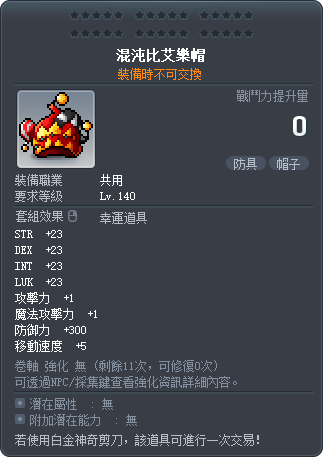 混沌比艾樂帽
裝備時不可交換
戰鬥力提升量
0
防具 帽子
裝備職業 共用
要求等級 Lv.140
套組效果 幸運道具
STR +23
DEX +23
INT +23
LUK +23
攻擊力 +1
魔法攻擊力 +1
防御力 +300
移動速度 +5
卷軸 強化 無 (剩餘11次，可修復0次)
可透過NPC/採集鍵查看強化資訊詳細內容。
潛在屬性 : 無
附加潛在能力 : 無
若使用白金神奇剪刀，該道具可進行一次交易!